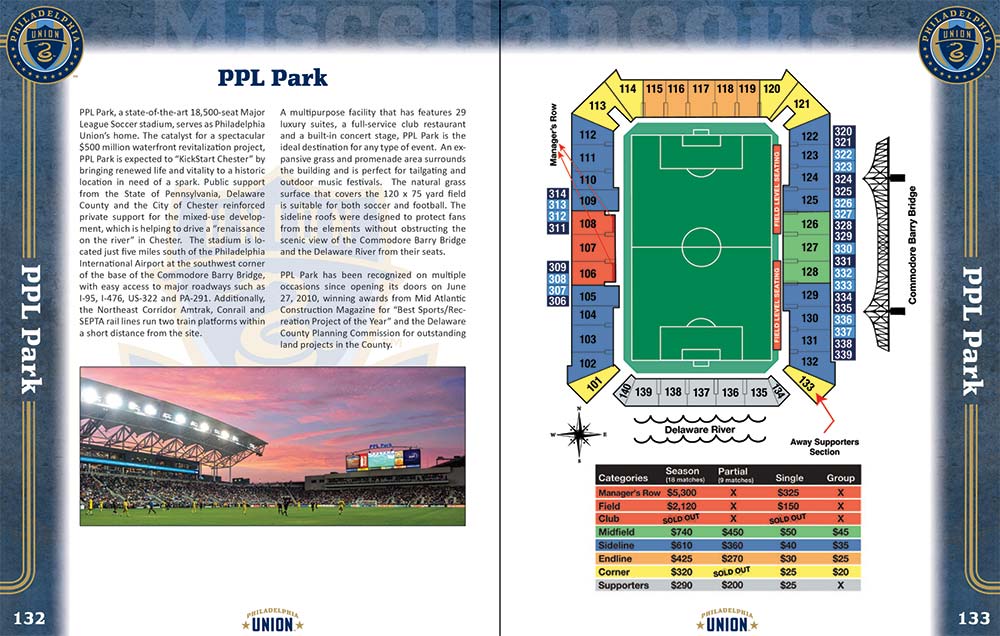 Miscellaneous
PHILADELPHIA
UNION
PPL Park
PPL Park, a state-of-the-art 18,500-seat Major
League Soccer stadium, serves as Philadelphia
Union's home. The catalyst for a spectacular
$500 million waterfront revitalization project,
PPL Park is expected to "KickStart Chester" by
bringing renewed life and vitality to a historic
location in need of a spark. Public support
from the State of Pennsylvania, Delaware
County and the City of Chester reinforced
private support for the mixed-use develop-
ment, which is helping to drive a "renaissance
on the river" in Chester. The stadium is lo-
cated just five miles south of the Philadelphia
International Airport at the southwest corner
of the base of the Commodore Barry Bridge,
with easy access to major roadways such as
I-95, I-476, US-322 and PA-291. Additionally,
the Northeast Corridor Amtrak, Conrail and
SEPTA rail lines run two train platforms within
a short distance from the site.
A multipurpose facility that has features 29
luxury suites, a full-service club restaurant
and a built-in concert stage, PPL Park is the
ideal destination for any type of event. An ex-
pansive grass and promenade area surrounds
the building and is perfect for tailgating and
outdoor music festivals. The natural grass
surface that covers the 120 x 75 yard field
is suitable for both soccer and football. The
sideline roofs were designed to protect fans
from the elements without obstructing the
scenic view of the Commodore Barry Bridge
and the Delaware River from their seats.
PPL Park has been recognized on multiple
occasions since opening its doors on June
27, 2010, winning awards from Mid Atlantic
Construction Magazine for "Best Sports/Rec-
reation Project of the Year" and the Delaware
County Planning Commission for outstanding
land projects in the County.
PPL Park
PPL Park
132
PHILADELPHIA
UNION
PHILADELPHIA
UNION
113 114 115 116 117 118 119 120 121
Manager's Row
112
111
110
109
108
107
106
105
104
103
102
101
314
313
312
311
309
308
307
306
FIELD LEVEL SEATING
FIELD LEVEL SEATING
122
123
124
125
126
127
128
129
130
131
132
133
320
321
322
323
324
325
326
327
328
329
330
331
332
333
334
335
336
337
338
339
Commodore Barry Bridge
140 139 138 137 136 135 134
Delaware River
N
W E
S
Away Supporters
Section
Categories Season (18 matches) Partial (9 matches) Single Group
Manager's Row $5,300 X $325 X
Field $2,120 X $150 X
Club SOLD OUT X SOLD OUT X
Midfield $740 $450 $50 $45
Sideline $610 $360 $40 $35
Endline $425 $270 $30 $25
Corner $320 SOLD OUT $25 $20
Supporters $290 $200 $25 X
PPL Park
133
PHILADELPHIA
UNION